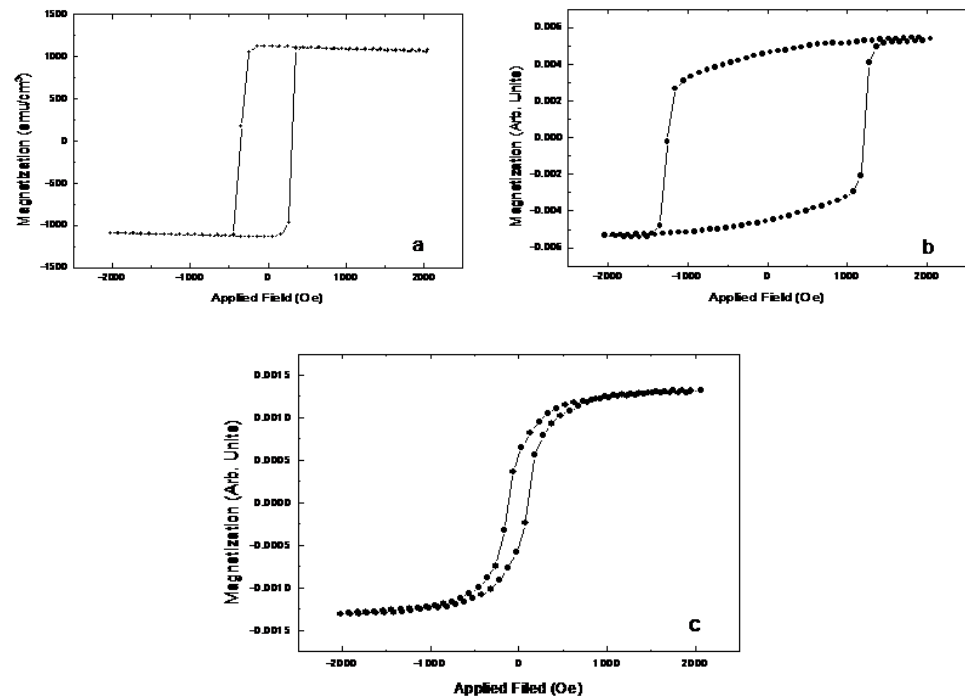 1500
1000
500
0
-500
-1000
-1500
Magnetization (emu/cm³)
a
-2000 -1000 0 1000 2000
Applied Field (Oe)
0.006
0.004
0.002
0.000
-0.002
-0.004
-0.006
Magnetization (Arb. Units)
b
-2000 -1000 0 1000 2000
Applied Field (Oe)
0.0015
0.0010
0.0005
0.0000
-0.0005
-0.0010
-0.0015
Magnetization (Arb. Units)
c
-2000 -1000 0 1000 2000
Applied Filed (Oe)